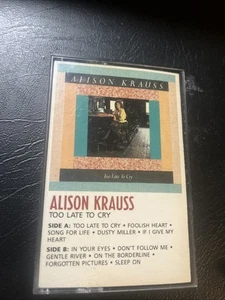 ALISON KRAUSS
Too Late To Cry
ALISON KRAUSS
TOO LATE TO CRY
SIDE A: TOO LATE TO CRY • FOOLISH HEART •
SONG FOR LIFE • DUSTY MILLER • IF I GIVE MY
HEART
SIDE B: IN YOUR EYES • DON'T FOLLOW ME •
GENTLE RIVER • ON THE BORDERLINE •
FORGOTTEN PICTURES • SLEEP ON